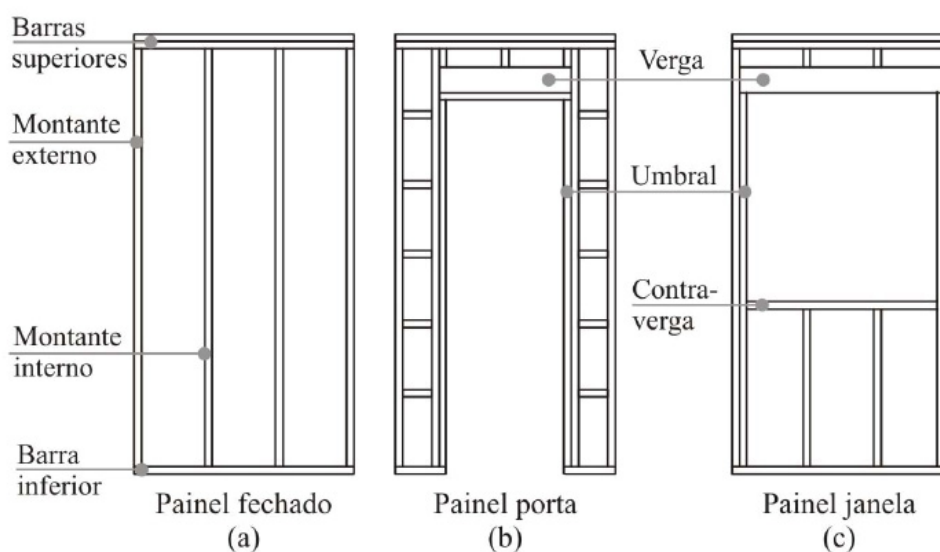 Barras
superiores
Montante
externo
Montante
interno
Barra
inferior
Verga
Umbral
Contra-
verga
Painel fechado
(a)
Painel porta
(b)
Painel janela
(c)